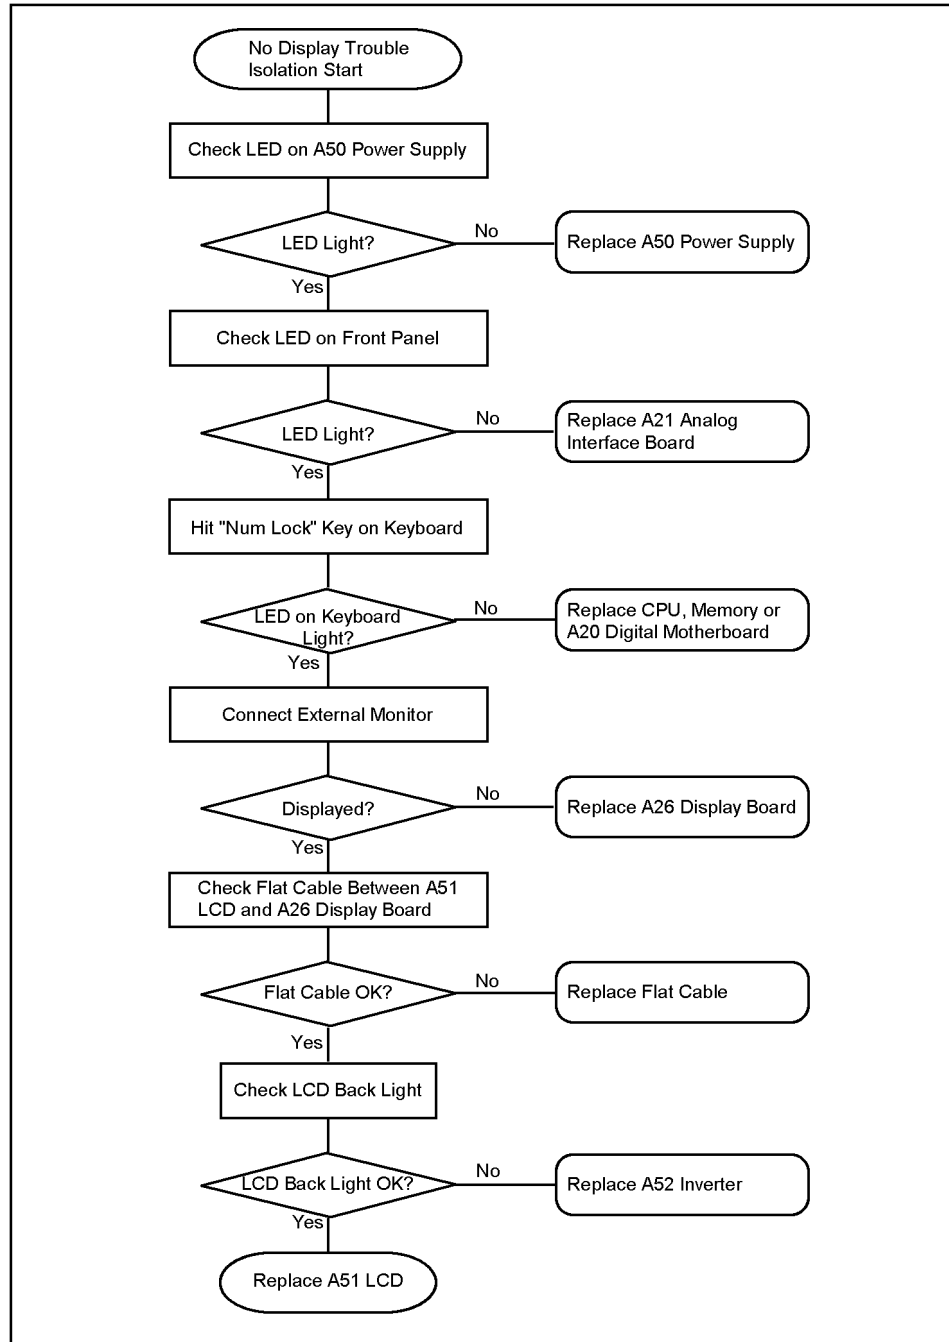 No Display Trouble
Isolation Start
Check LED on A50 Power Supply
LED Light?
No
Replace A50 Power Supply
Yes
Check LED on Front Panel
LED Light?
No
Replace A21 Analog
Interface Board
Yes
Hit "Num Lock" Key on Keyboard
LED on Keyboard
Light?
No
Replace CPU, Memory or
A20 Digital Motherboard
Yes
Connect External Monitor
Displayed?
No
Replace A26 Display Board
Yes
Check Flat Cable Between A51
LCD and A26 Display Board
Flat Cable OK?
No
Replace Flat Cable
Yes
Check LCD Back Light
LCD Back Light OK?
No
Replace A52 Inverter
Yes
Replace A51 LCD